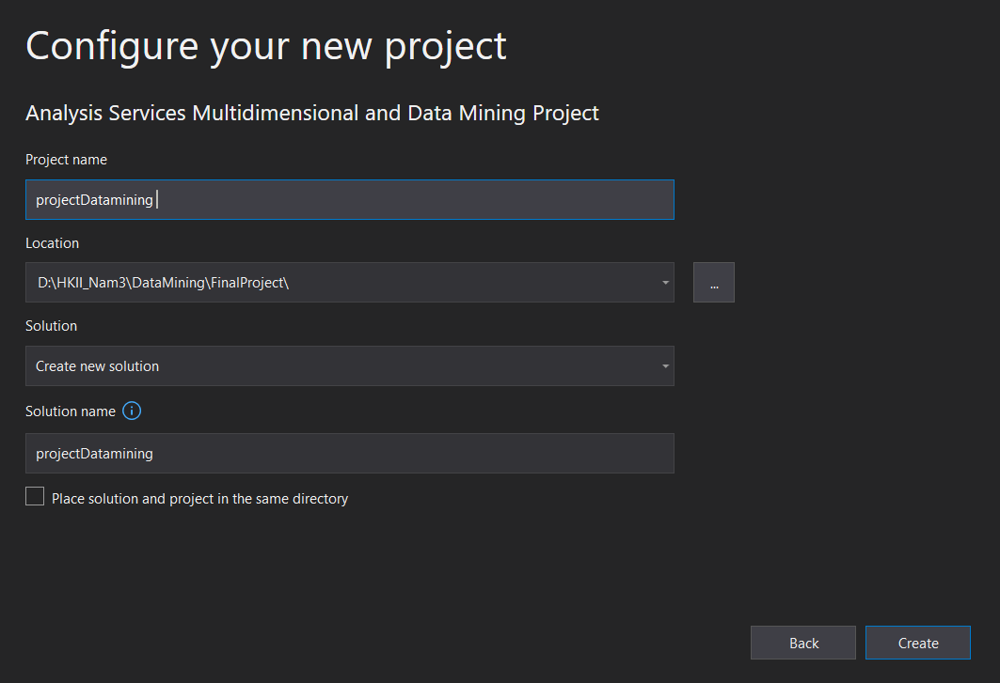 Configure your new project
Analysis Services Multidimensional and Data Mining Project
Project name
projectDatamining
Location
D:\HKII_Nam3\DataMining\FinalProject\
...
Solution
Create new solution
Solution name
projectDatamining
Place solution and project in the same directory
Back
Create